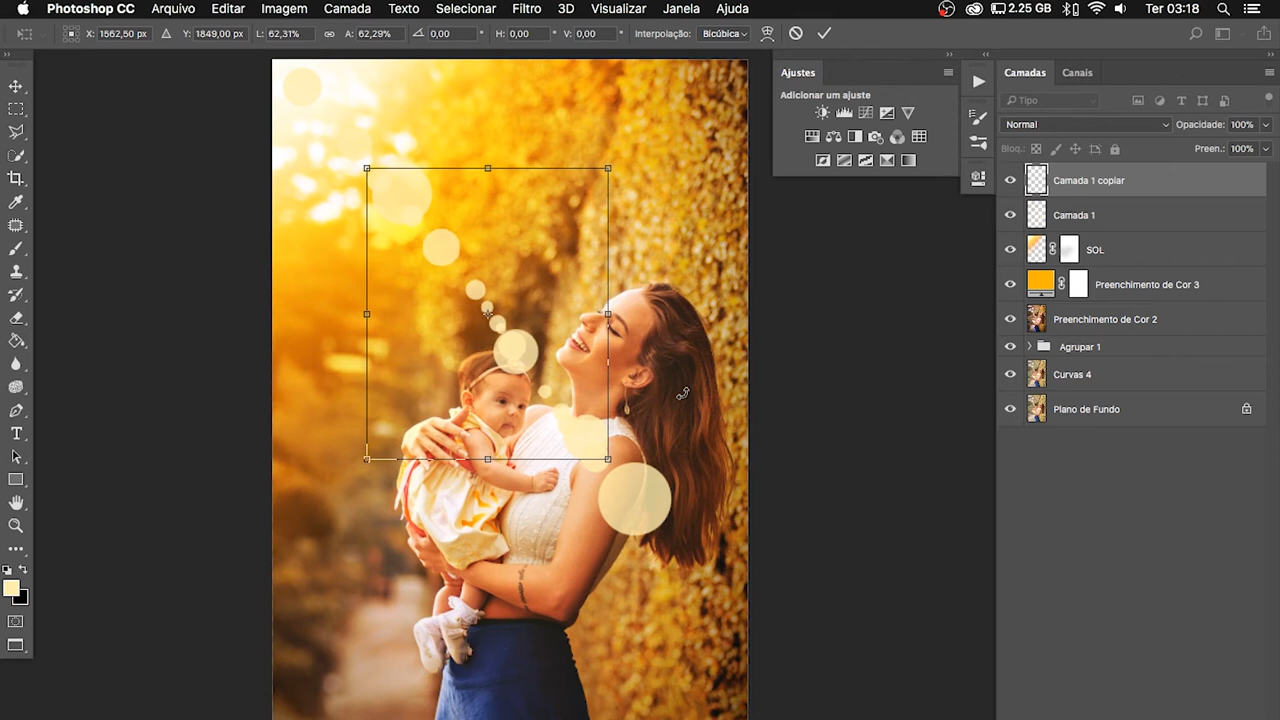 Photoshop CC Arquivo Editar Imagem Camada Texto Selecionar Filtro 3D Visualizar Janela Ajuda 2.25 GB Ter 03:18
X: 1562,50 px Y: 1849,00 px L: 62,31% A: 62,29% 0,00 ° H: 0,00 ° V: 0,00 ° Interpolação: Bicúbica
Ajustes
Adicionar um ajuste
Camadas Canais
Tipo
Normal Opacidade: 100%
Bloq.: Preen.: 100%
Camada 1 copiar
Camada 1
SOL
Preenchimento de Cor 3
Preenchimento de Cor 2
Agrupar 1
Curvas 4
Plano de Fundo